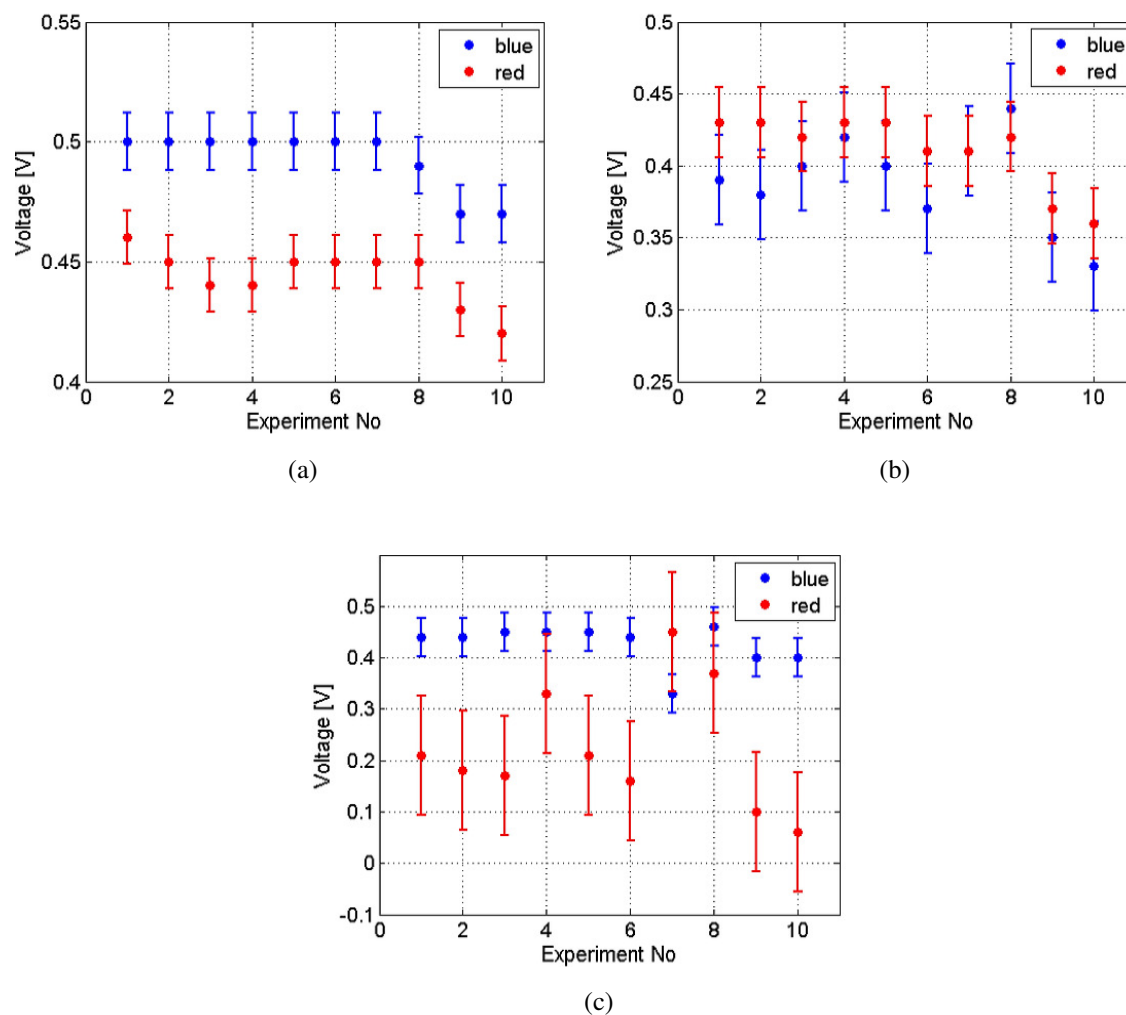 0.55
0.5
0.45
0.4
Voltage [V]
0 2 4 6 8 10
Experiment No
blue
red
(a)
0.5
0.45
0.4
0.35
0.3
0.25
Voltage [V]
0 2 4 6 8 10
Experiment No
blue
red
(b)
0.5
0.4
0.3
0.2
0.1
0
-0.1
Voltage [V]
0 2 4 6 8 10
Experiment No
blue
red
(c)